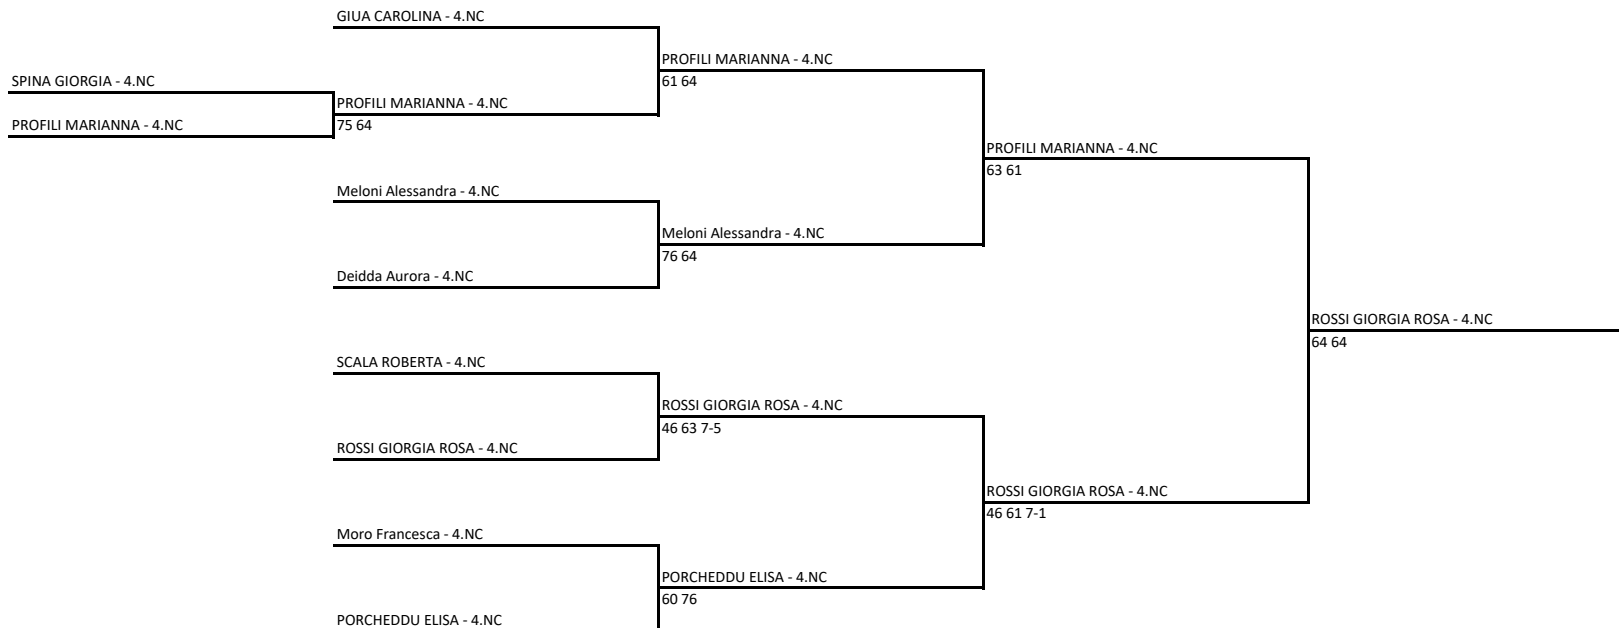 GIUA CAROLINA - 4.NC
PROFILI MARIANNA - 4.NC
61 64
SPINA GIORGIA - 4.NC
PROFILI MARIANNA - 4.NC
75 64
PROFILI MARIANNA - 4.NC
PROFILI MARIANNA - 4.NC
63 61
Meloni Alessandra - 4.NC
Meloni Alessandra - 4.NC
76 64
Deidda Aurora - 4.NC
ROSSI GIORGIA ROSA - 4.NC
64 64
SCALA ROBERTA - 4.NC
ROSSI GIORGIA ROSA - 4.NC
46 63 7-5
ROSSI GIORGIA ROSA - 4.NC
ROSSI GIORGIA ROSA - 4.NC
46 61 7-1
Moro Francesca - 4.NC
PORCHEDDU ELISA - 4.NC
60 76
PORCHEDDU ELISA - 4.NC